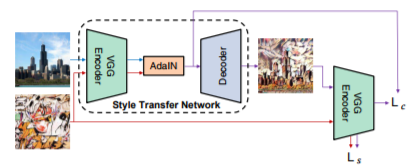 VGG
Encoder
AdaIN
Decoder
Style Transfer Network
VGG
Encoder
L c
L s